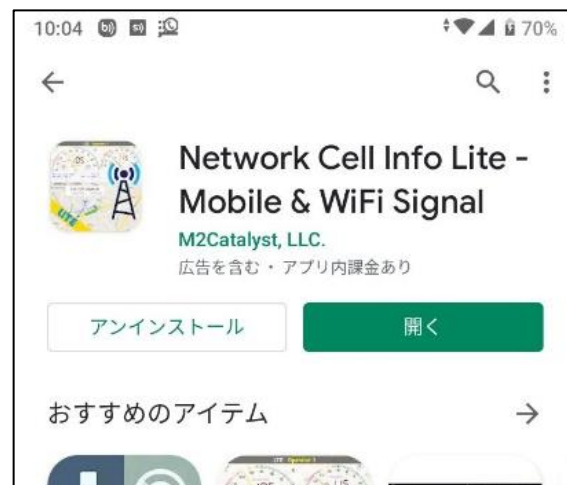 10:04 70%
Network Cell Info Lite -
Mobile & WiFi Signal
M2Catalyst, LLC.
広告を含む・アプリ内課金あり
アンインストール 開く
おすすめのアイテム
LITE